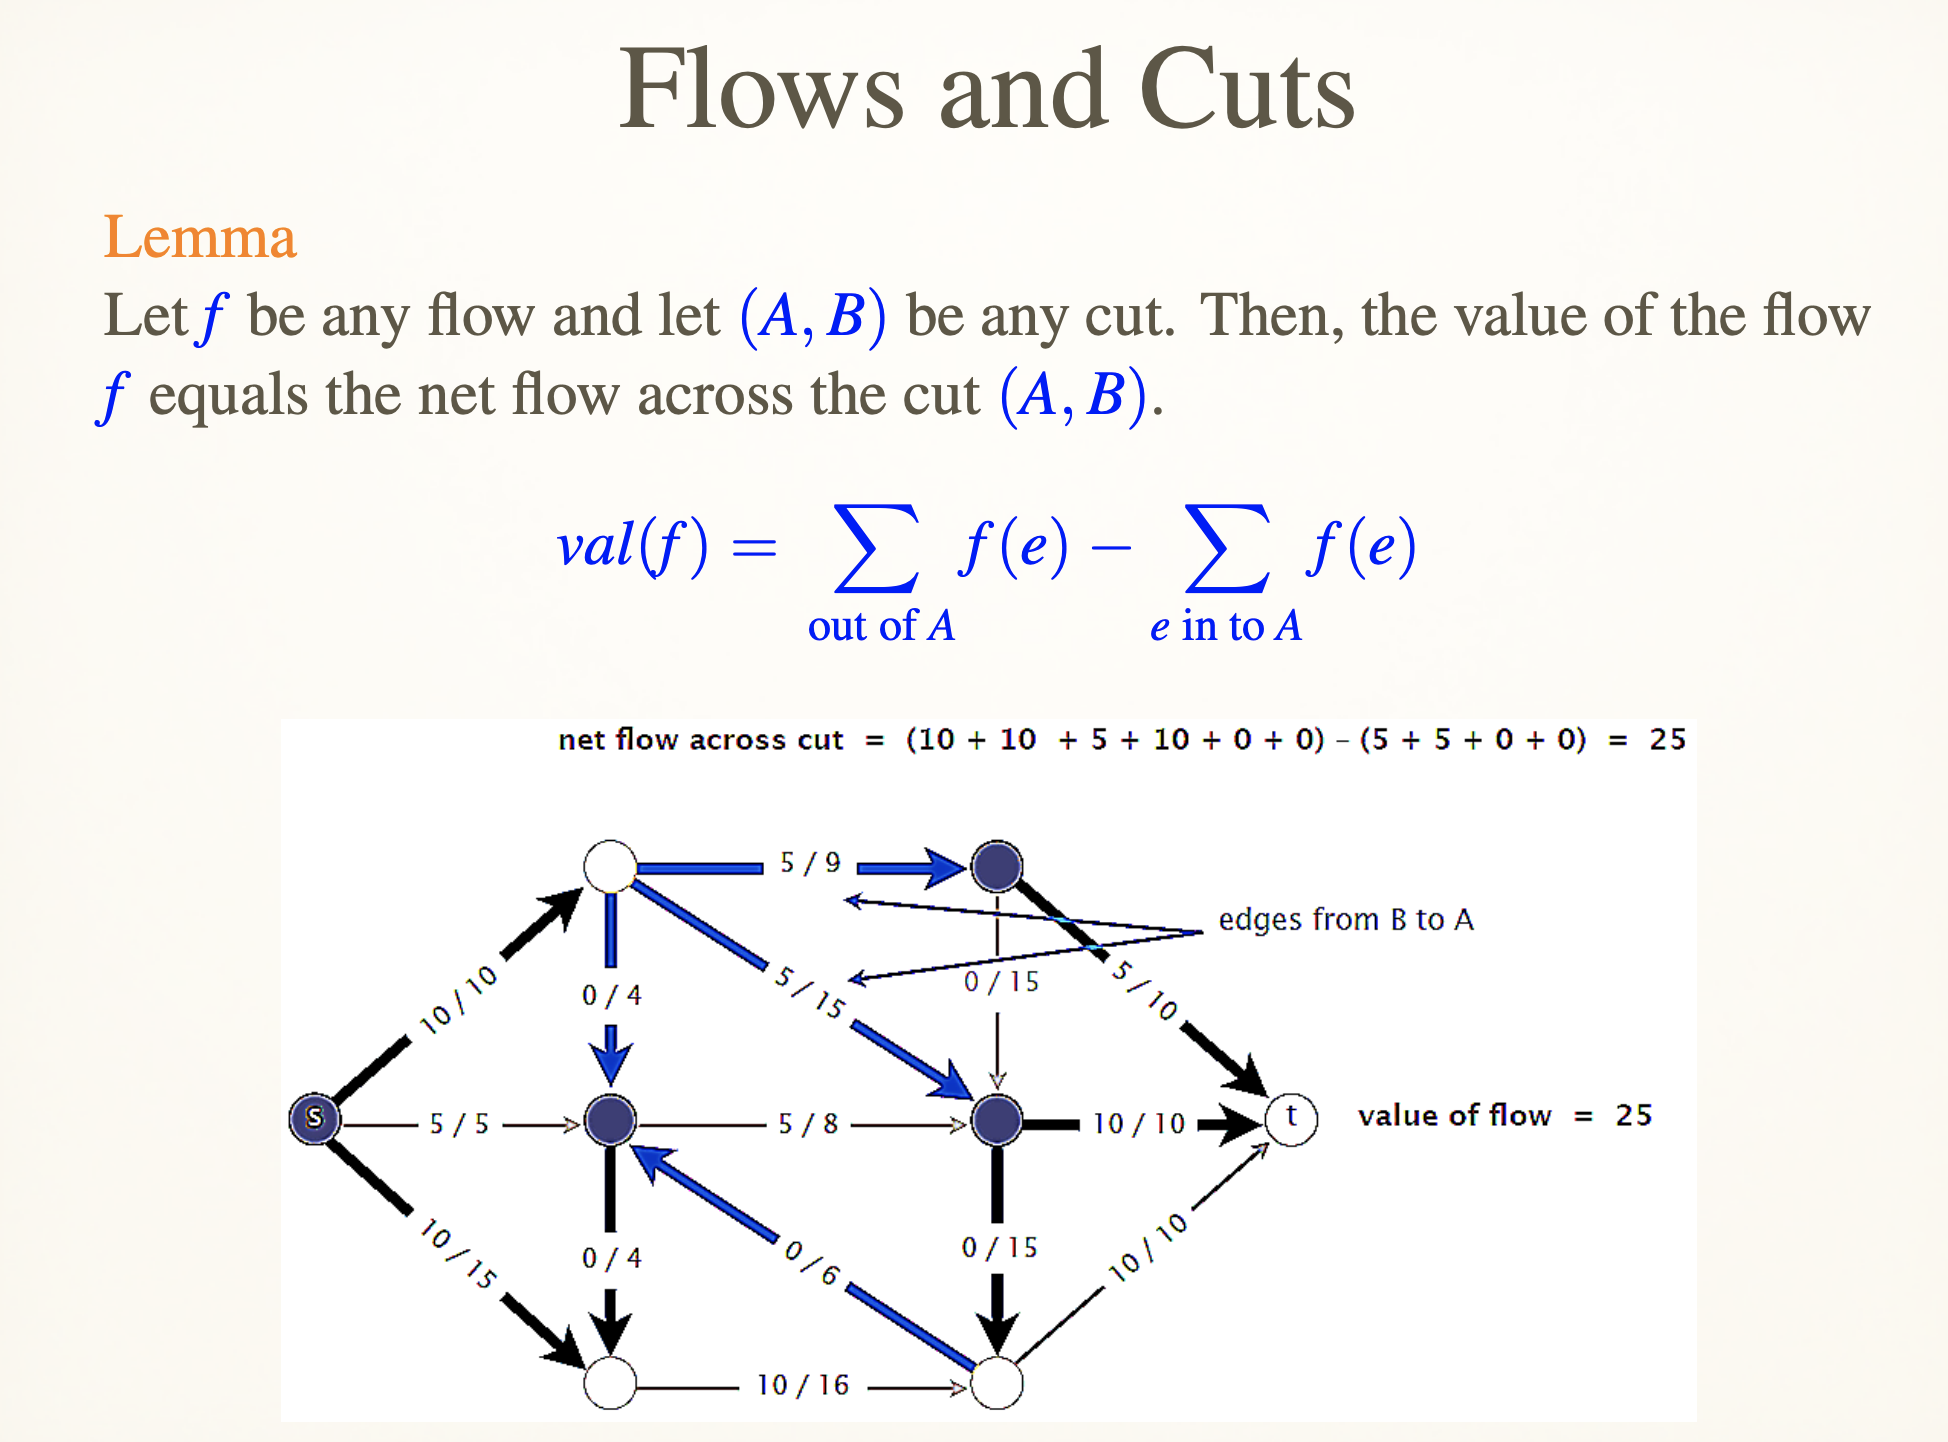 Flows and Cuts
Lemma
Let f be any flow and let (A, B) be any cut. Then, the value of the flow
f equals the net flow across the cut (A, B).
val(f) = ∑ f(e) − ∑ f(e)
out of A e in to A
net flow across cut = (10 + 10 + 5 + 10 + 0 + 0) – (5 + 5 + 0 + 0) = 25
5 / 9
edges from B to A
10 / 10
0 / 4
5 / 15
0 / 15
5 / 10
s
5 / 5
5 / 8
10 / 10
t
value of flow = 25
10 / 15
0 / 4
0 / 6
0 / 15
10 / 10
10 / 16